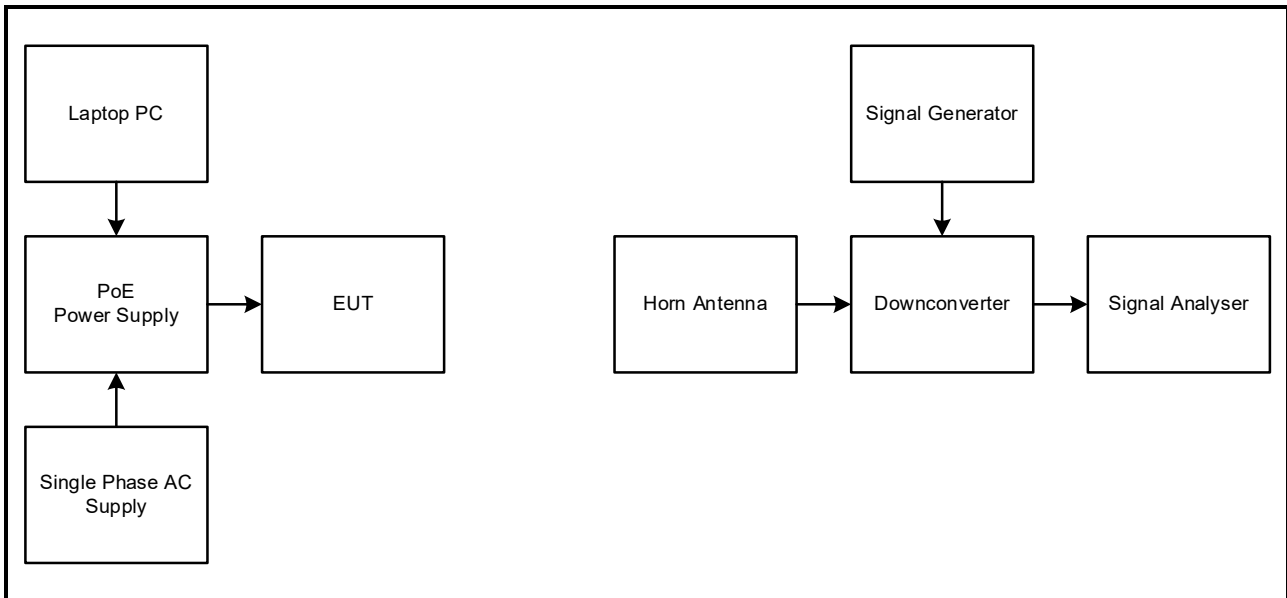 Laptop PC
Signal Generator
PoE
Power Supply
EUT
Horn Antenna
Downconverter
Signal Analyser
Single Phase AC
Supply